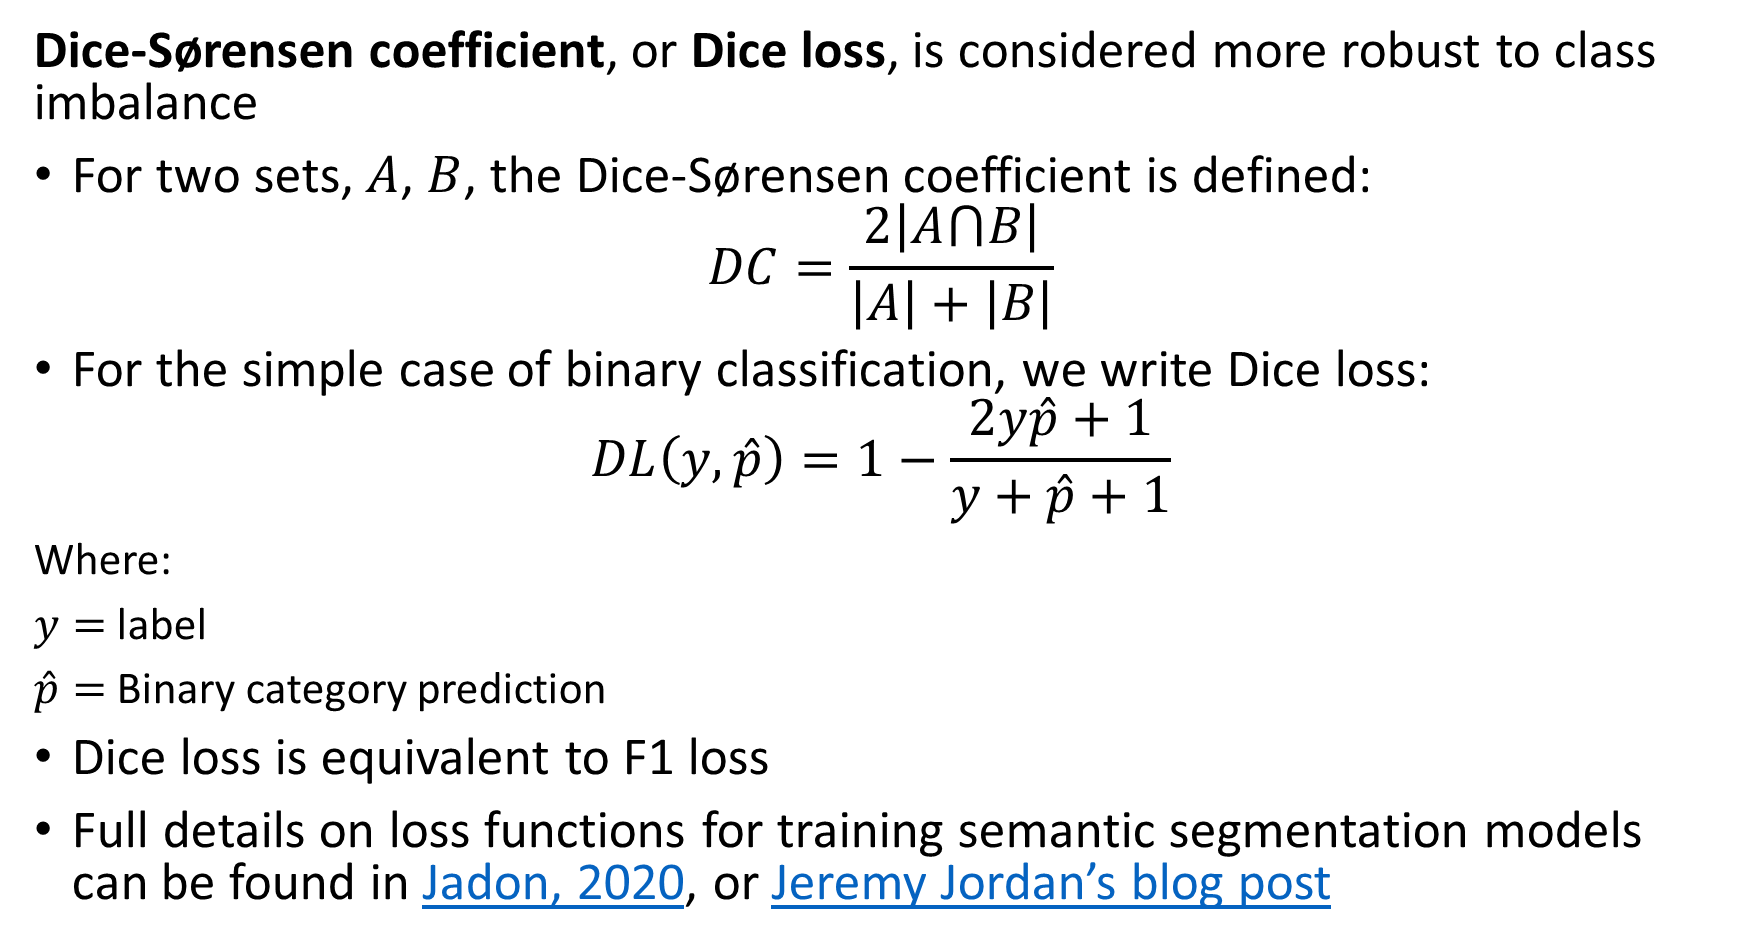 Dice-Sørensen coefficient, or Dice loss, is considered more robust to class
imbalance
• For two sets, A, B, the Dice-Sørensen coefficient is defined:
DC = 2|A∩B| / |A| + |B|
• For the simple case of binary classification, we write Dice loss:
DL(y, p̂) = 1 − 2yp̂ + 1 / y + p̂ + 1
Where:
y = label
p̂ = Binary category prediction
• Dice loss is equivalent to F1 loss
• Full details on loss functions for training semantic segmentation models
can be found in Jadon, 2020, or Jeremy Jordan’s blog post